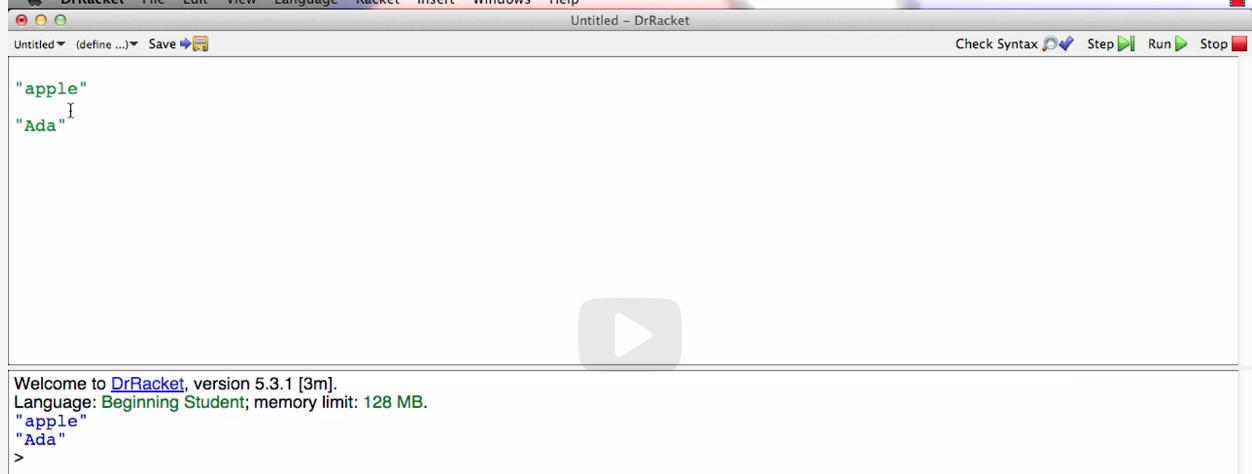 DrRacket File Edit View Language Racket Insert Windows Help
Untitled – DrRacket
Untitled (define ...) Save Check Syntax Step Run Stop
"apple"
"Ada"
Welcome to DrRacket, version 5.3.1 [3m].
Language: Beginning Student; memory limit: 128 MB.
"apple"
"Ada"
>